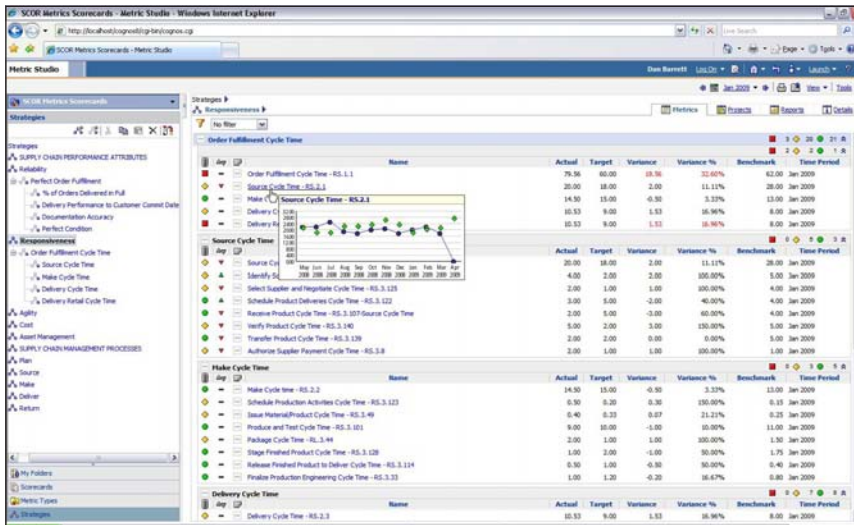 SCOR Metrics Scorecards - Metric Studio - Windows Internet Explorer
http://localhost/cognos8/cgi-bin/cognos.cgi
Live Search
SCOR Metrics Scorecards - Metric Studio
Page Tools
Metric Studio
Dan Barrett Log On Launch
Jan 2009 View Tools
SCOR Metrics Scorecards
Strategies
Responsiveness
Metrics Projects Reports Details
Strategies
No filter
Strategies
SUPPLY CHAIN PERFORMANCE ATTRIBUTES
Reliability
Perfect Order Fulfillment
% of Orders Delivered in Full
Delivery Performance to Customer Commit Date
Documentation Accuracy
Perfect Condition
Responsiveness
Order Fulfillment Cycle Time
Source Cycle Time
Make Cycle Time
Delivery Cycle Time
Delivery Retail Cycle Time
Agility
Cost
Asset Management
SUPPLY CHAIN MANAGEMENT PROCESSES
Plan
Source
Make
Deliver
Return
My Folders
Scorecards
Metric Types
Strategies
Order Fulfillment Cycle Time
dep Name Actual Target Variance Variance % Benchmark Time Period
Order Fulfillment Cycle Time - RS.1.1 79.56 60.00 19.56 32.60% 62.00 Jan 2009
Source Cycle Time - RS.2.1 20.00 18.00 2.00 11.11% 28.00 Jan 2009
Make C 14.50 15.00 -0.50 3.33% 13.00 Jan 2009
Delivery C 10.53 9.00 1.53 16.96% 8.00 Jan 2009
Delivery Re 10.53 9.00 1.53 16.96% 8.00 Jan 2009
Source Cycle Time - RS.2.1
May Jun Jul Aug Sep Oct Nov Dec Jan Feb Mar Apr
2008 2008 2008 2008 2008 2008 2008 2008 2009 2009 2009 2009
Source Cycle Time
dep Actual Target Variance Variance % Benchmark Time Period
Source Cy 20.00 18.00 2.00 11.11% 28.00 Jan 2009
Identify So 4.00 2.00 2.00 100.00% 5.00 Jan 2009
Select Supplier and Negotiate Cycle Time - RS.3.125 2.00 1.00 1.00 100.00% 4.00 Jan 2009
Schedule Product Deliveries Cycle Time - RS.3.122 3.00 5.00 -2.00 40.00% 4.00 Jan 2009
Receive Product Cycle Time - RS.3.107-Source Cycle Time 2.00 5.00 -3.00 60.00% 4.00 Jan 2009
Verify Product Cycle Time - RS.3.140 5.00 2.00 3.00 150.00% 5.00 Jan 2009
Transfer Product Cycle Time - RS.3.139 2.00 2.00 0.00 0.00% 5.00 Jan 2009
Authorize Supplier Payment Cycle Time - RS.3.8 2.00 1.00 1.00 100.00% 1.00 Jan 2009
Make Cycle Time
dep Name Actual Target Variance Variance % Benchmark Time Period
Make Cycle time - RS.2.2 14.50 15.00 -0.50 3.33% 13.00 Jan 2009
Schedule Production Activities Cycle Time - RS.3.123 0.50 0.20 0.30 150.00% 0.15 Jan 2009
Issue Material/Product Cycle Time - RS.3.49 0.40 0.33 0.07 21.21% 0.25 Jan 2009
Produce and Test Cycle Time - RS.3.101 9.00 10.00 -1.00 10.00% 11.00 Jan 2009
Package Cycle Time - RL.3.44 2.00 1.00 1.00 100.00% 1.50 Jan 2009
Stage Finished Product Cycle Time - RS.3.128 1.50 1.00 50.00% 1.75 Jan 2009
Release Finished Product to Deliver Cycle Time - RS.3.114 0.50 1.00 -0.50 50.00% 0.40 Jan 2009
Finalize Production Engineering Cycle Time - RS.3.33 1.00 1.20 -0.20 16.67% 0.80 Jan 2009
Delivery Cycle Time
dep Name Actual Target Variance Variance % Benchmark Time Period
Delivery Cycle Time - RS.2.3 10.53 9.00 1.53 16.96% 8.00 Jan 2009